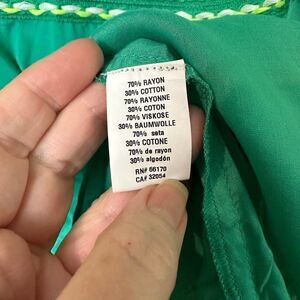 70% RAYON
30% COTTON
70% RAYONNE
30% COTON
70% VISKOSE
30% BAUMWOLLE
70% seta
30% COTONE
70% de rayon
30% algodón
RN# 66170
CA# 32054